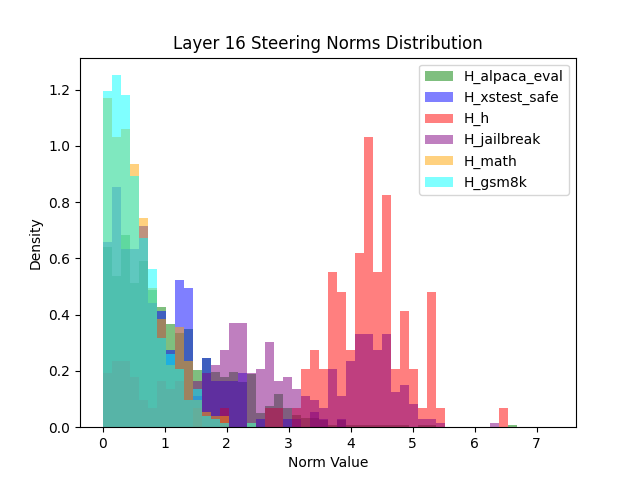 Layer 16 Steering Norms Distribution
H_alpaca_eval
H_xstest_safe
H_h
H_jailbreak
H_math
H_gsm8k
Density
1.2
1.0
0.8
0.6
0.4
0.2
0.0
0 1 2 3 4 5 6 7
Norm Value